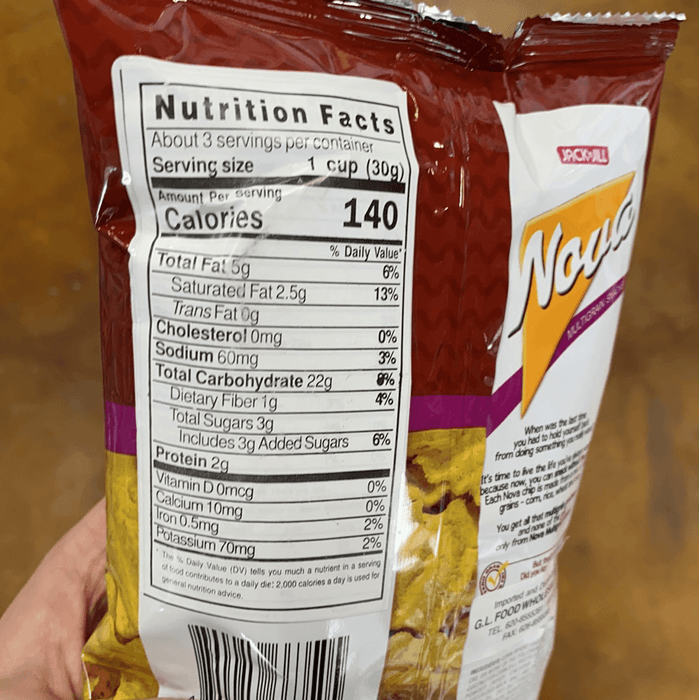 Nutrition Facts
About 3 servings per container
Serving size 1 cup (30g)
Amount Per Serving
Calories 140
% Daily Value*
Total Fat 5g 6%
Saturated Fat 2.5g 13%
Trans Fat 0g
Cholesterol 0mg 0%
Sodium 60mg 3%
Total Carbohydrate 22g 8%
Dietary Fiber 1g 4%
Total Sugars 3g
Includes 3g Added Sugars 6%
Protein 2g
Vitamin D 0mcg 0%
Calcium 10mg 0%
Iron 0.5mg 2%
Potassium 70mg 2%
* The % Daily Value (DV) tells you much a nutrient in a serving
of food contributes to a daily die: 2,000 calories a day is used for
general nutrition advice.
JACK 'n JILL
Nova
MULTIGRAIN
When was the last time
you had to hold yourself
from doing something you
It's time to live the life you've
because now, you can snack
Each Nova chip is made from
grains - corn, rice,
You get all that
and none of the
only from Nova
Imported and
G.L. FOOD WHOLE
TEL.
FAX: